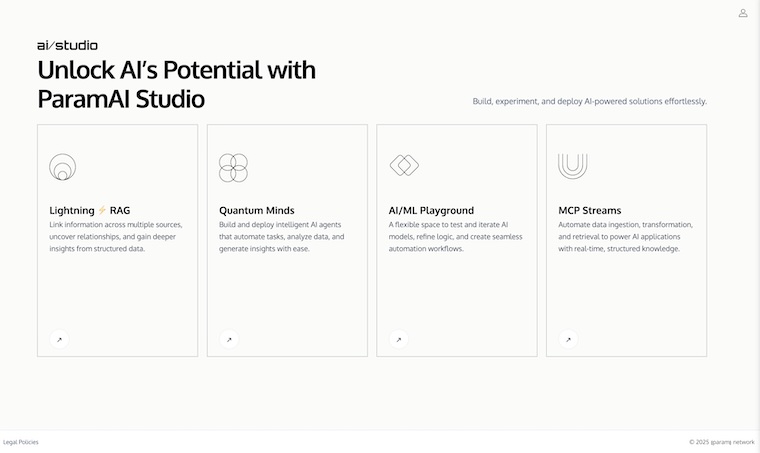 ai/studio
Unlock AI’s Potential with
ParamAI Studio
Build, experiment, and deploy AI-powered solutions effortlessly.
Lightning ⚡ RAG
Link information across multiple sources,
uncover relationships, and gain deeper
insights from structured data.
Quantum Minds
Build and deploy intelligent AI agents
that automate tasks, analyze data, and
generate insights with ease.
AI/ML Playground
A flexible space to test and iterate AI
models, refine logic, and create seamless
automation workflows.
MCP Streams
Automate data ingestion, transformation,
and retrieval to power AI applications
with real-time, structured knowledge.
Legal Policies
© 2025 qparamp network